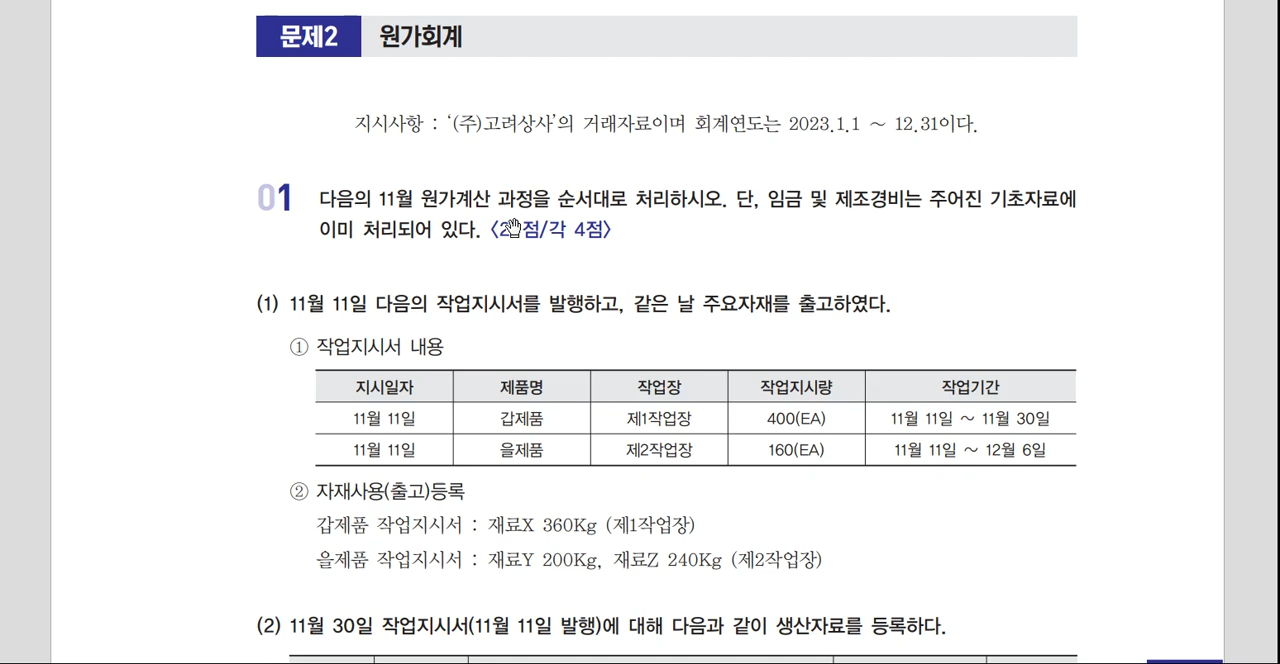 문제2 원가회계
지시사항 : ‘(주)고려상사’의 거래자료이며 회계연도는 2023.1.1 ～ 12.31이다.
01 다음의 11월 원가계산 과정을 순서대로 처리하시오. 단, 임금 및 제조경비는 주어진 기초자료에
이미 처리되어 있다. 〈2점/각 4점〉
(1) 11월 11일 다음의 작업지시서를 발행하고, 같은 날 주요자재를 출고하였다.
① 작업지시서 내용
지시일자 제품명 작업장 작업지시량 작업기간
11월 11일 갑제품 제1작업장 400(EA) 11월 11일 ～ 11월 30일
11월 11일 을제품 제2작업장 160(EA) 11월 11일 ～ 12월 6일
② 자재사용(출고)등록
갑제품 작업지시서 : 재료X 360Kg (제1작업장)
을제품 작업지시서 : 재료Y 200Kg, 재료Z 240Kg (제2작업장)
(2) 11월 30일 작업지시서(11월 11일 발행)에 대해 다음과 같이 생산자료를 등록하다.